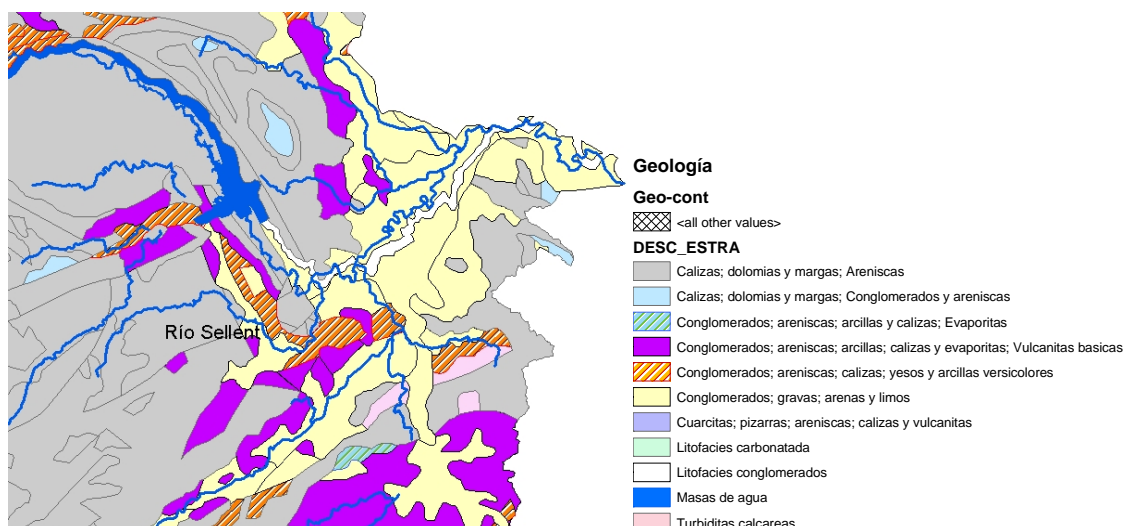 Geología
Geo-cont
<all other values>
DESC_ESTRA
Calizas; dolomias y margas; Areniscas
Calizas; dolomias y margas; Conglomerados y areniscas
Conglomerados; areniscas; arcillas y calizas; Evaporitas
Río Sellent
Conglomerados; areniscas; arcillas; calizas y evaporitas; Vulcanitas basicas
Conglomerados; areniscas; calizas; yesos y arcillas versicolores
Conglomerados; gravas; arenas y limos
Cuarcitas; pizarras; areniscas; calizas y vulcanitas
Litofacies carbonatada
Litofacies conglomerados
Masas de agua
Turbiditas calcareas